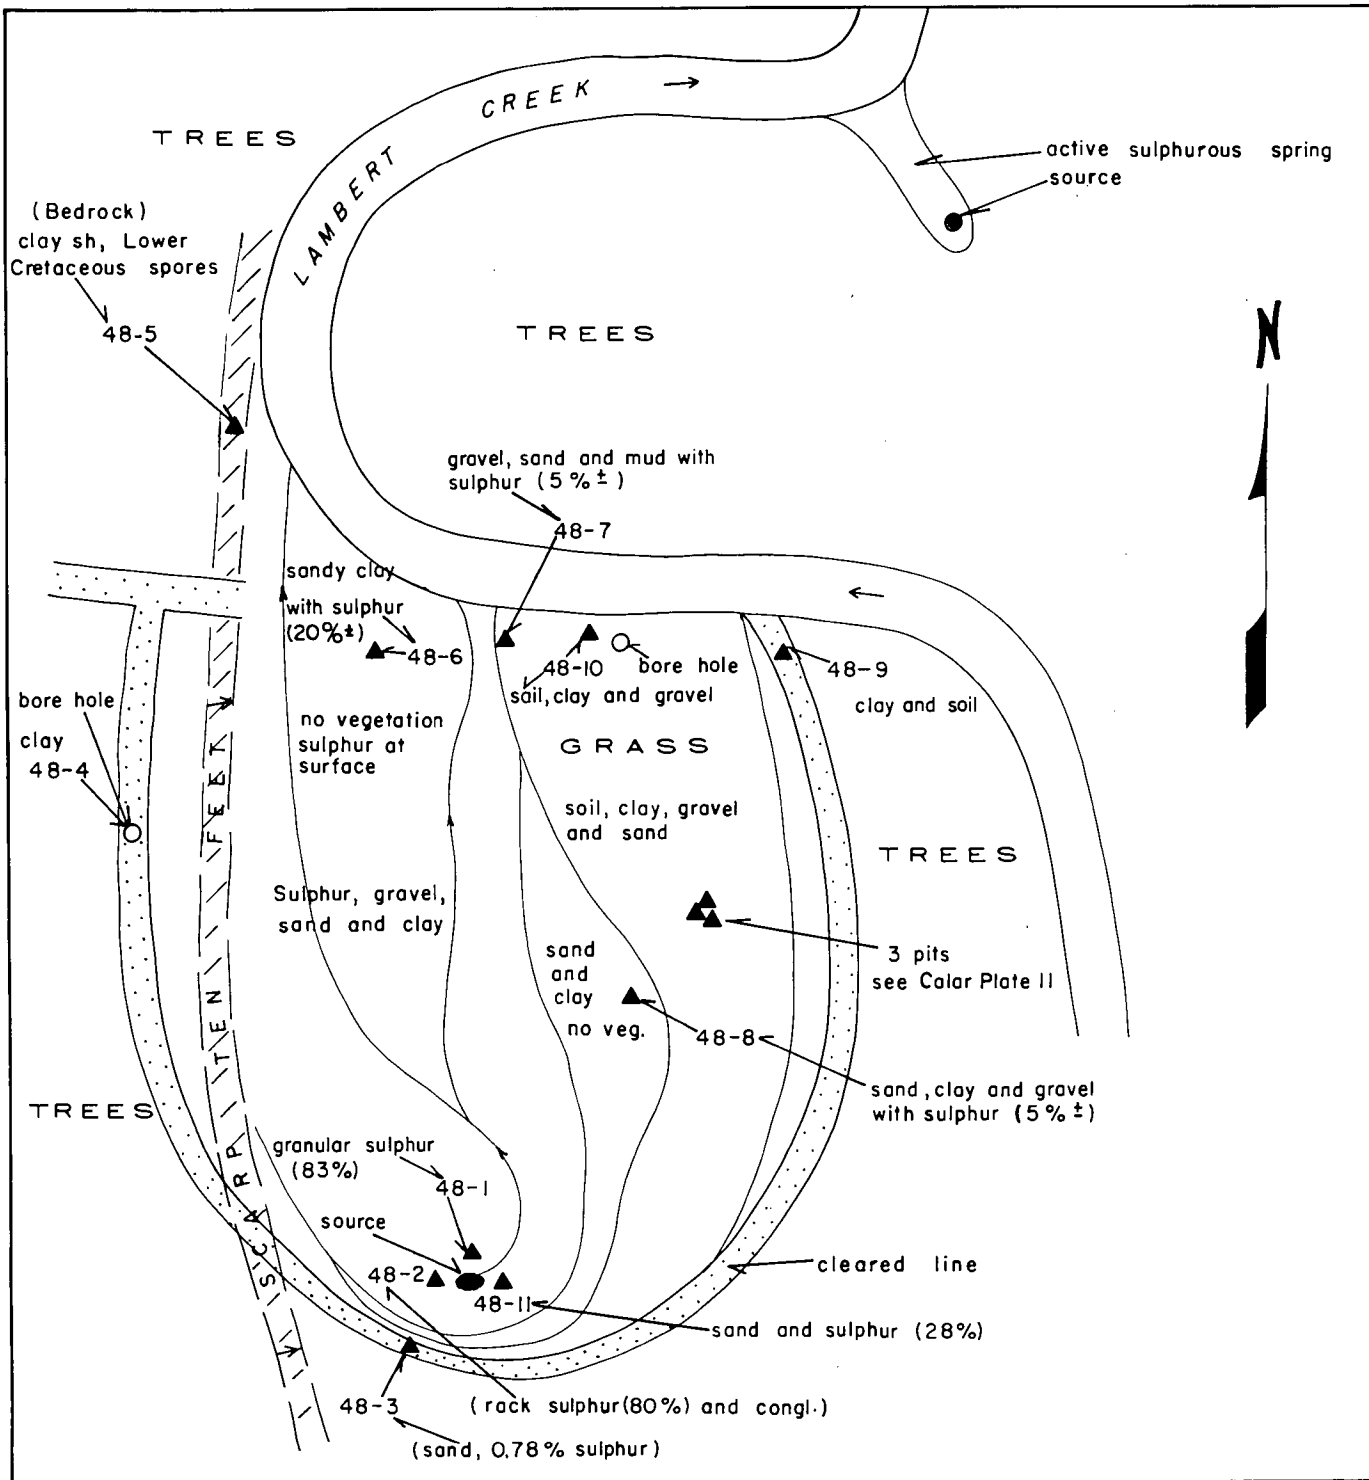 LAMBERT CREEK
TREES
active sulphurous spring
source
(Bedrock)
clay sh, Lower
Cretaceous spores
48-5
TREES
N
gravel, sand and mud with
sulphur (5%±)
48-7
sandy clay
with sulphur
(20%±)
48-6
48-10
bore hole
soil, clay and gravel
48-9
clay and soil
bore hole
clay
48-4
no vegetation
sulphur at
surface
GRASS
soil, clay, gravel
and sand
TREES
Sulphur, gravel,
sand and clay
3 pits
see Color Plate 11
sand
and
clay
no veg.
48-8
sand, clay and gravel
with sulphur (5%±)
TREES
SCARP TEN FEET
granular sulphur
(83%)
48-1
source
48-2
48-11
cleared line
sand and sulphur (28%)
48-3
(rock sulphur(80%) and congl.)
(sand, 0.78% sulphur)